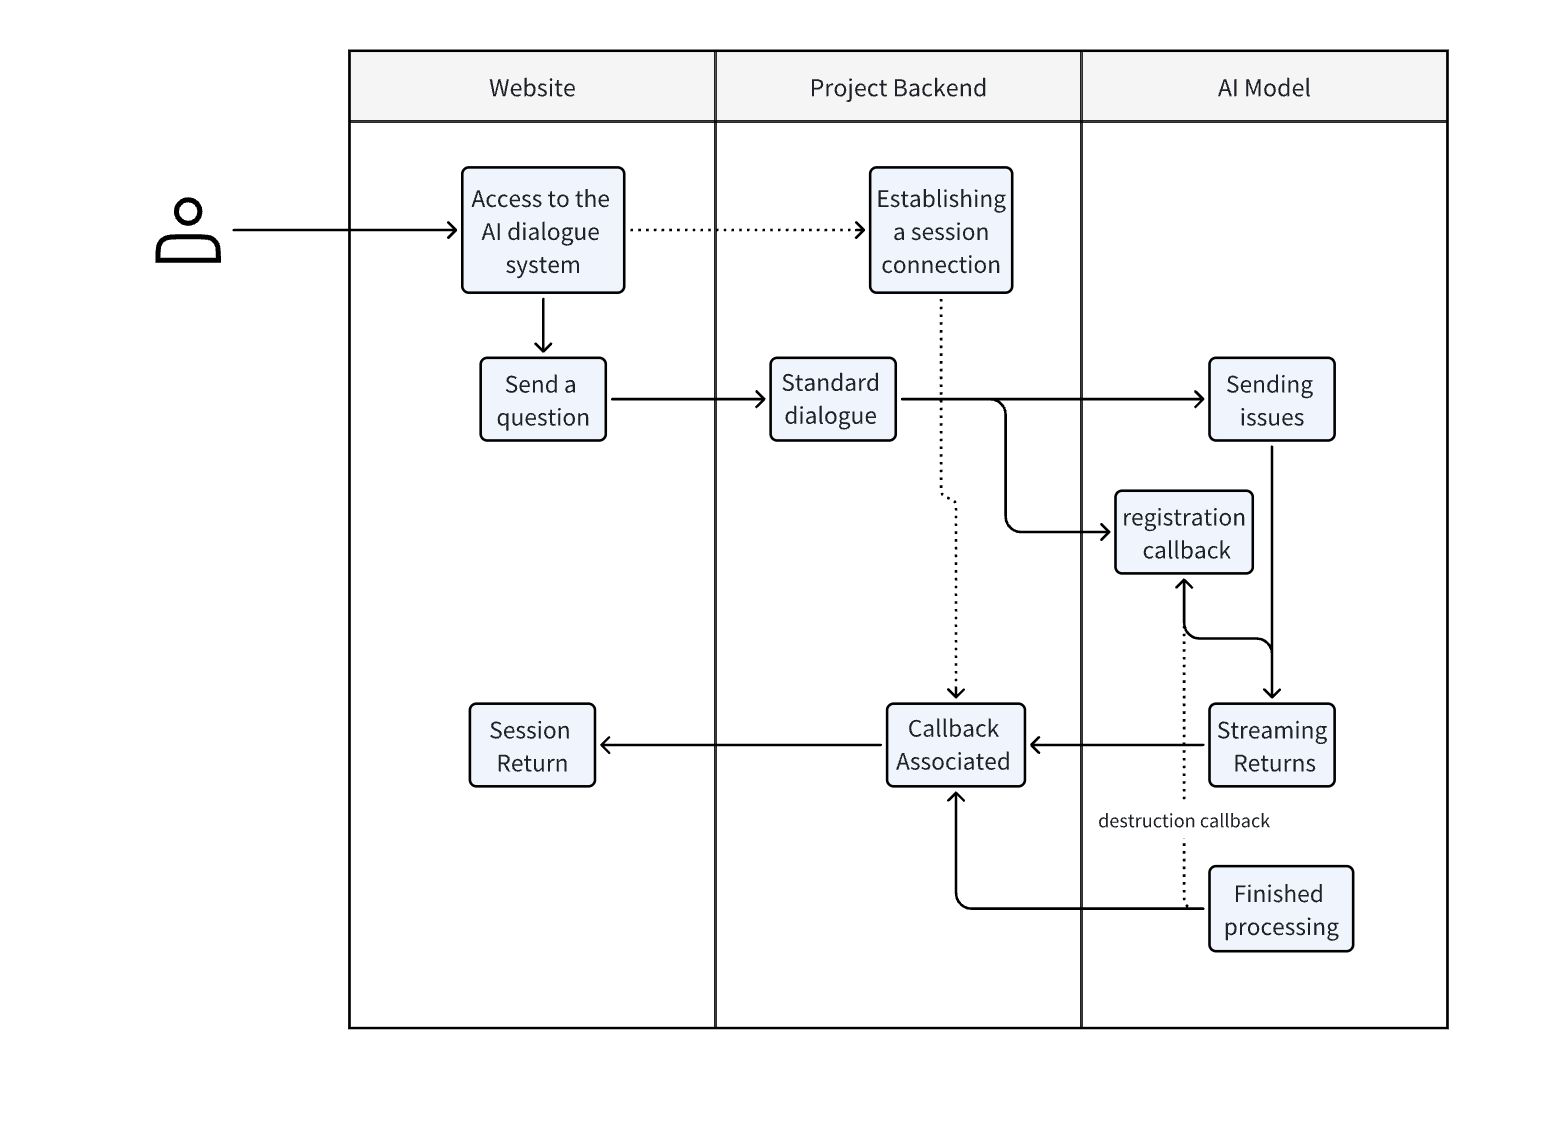 Website
Project Backend
AI Model
Access to the
AI dialogue
system
Establishing
a session
connection
Send a
question
Standard
dialogue
Sending
issues
registration
callback
Session
Return
Callback
Associated
Streaming
Returns
destruction callback
Finished
processing